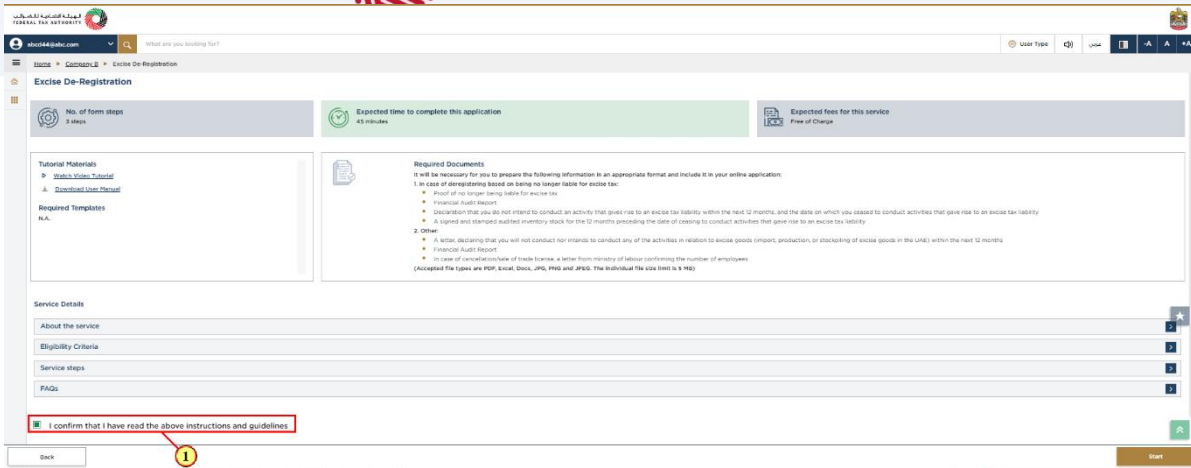 الهيئة الاتحادية للضرائب
FEDERAL TAX AUTHORITY
abcd44@abc.com
What are you looking for?
User Type
عربي
-A A +A
Home Company B Excise De-Registration
Excise De-Registration
No. of form steps
3 steps
Expected time to complete this application
45 minutes
Expected fees for this service
Free of Charge
Tutorial Materials
Watch Video Tutorial
Download User Manual
Required Templates
N.A.
Required Documents
It will be necessary for you to prepare the following information in an appropriate format and include it in your online application:
1. In case of deregistering based on being no longer liable for excise tax:
Proof of no longer being liable for excise tax
Financial Audit Report
Declaration that you do not intend to conduct an activity that gives rise to an excise tax liability within the next 12 months, and the date on which you ceased to conduct activities that gave rise to an excise tax liability
A signed and stamped audited inventory stock for the 12 months preceding the date of ceasing to conduct activities that gave rise to an excise tax liability
2. Other:
A letter, declaring that you will not conduct nor intends to conduct any of the activities in relation to excise goods (import, production, or stockpiling of excise goods in the UAE) within the next 12 months
Financial Audit Report
In case of cancellation/sale of trade license, a letter from ministry of labour confirming the number of employees
(Accepted file types are PDF, Excel, Docs, JPG, PNG and JPEG. The individual file size limit is 5 MB)
Service Details
About the service
Eligibility Criteria
Service steps
FAQs
I confirm that I have read the above instructions and guidelines
1
Back
Start